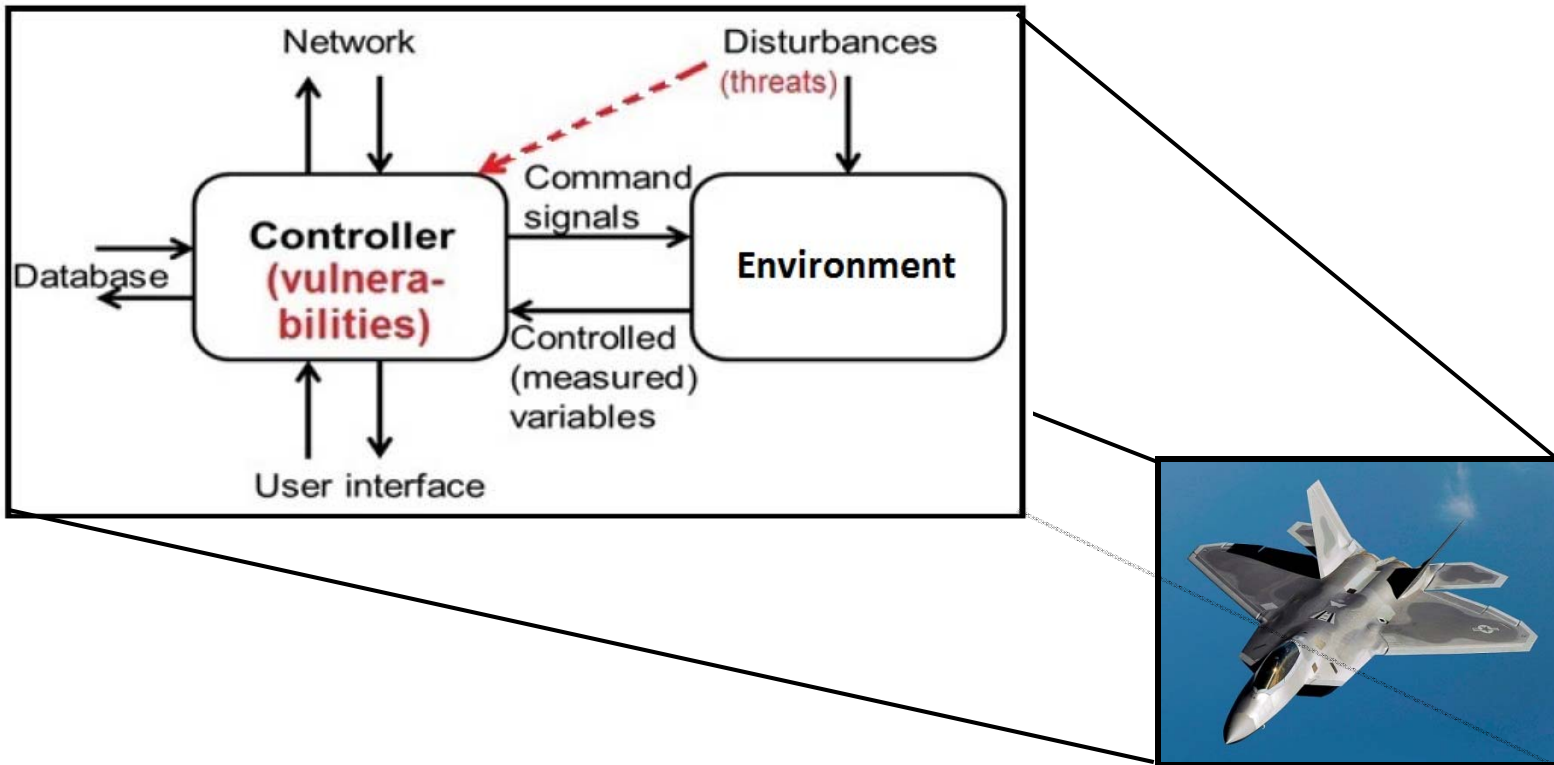 Network
Disturbances
(threats)
Command
signals
Controller
(vulnera-
bilities)
Environment
Database
Controlled
(measured)
variables
User interface